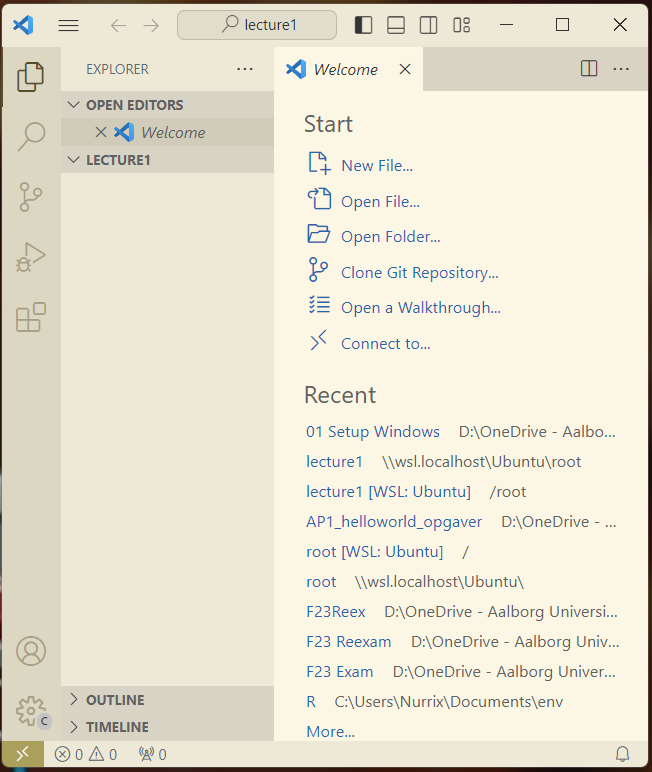 lecture1
EXPLORER
OPEN EDITORS
Welcome
LECTURE1
OUTLINE
TIMELINE
Welcome
Start
New File...
Open File...
Open Folder...
Clone Git Repository...
Open a Walkthrough...
Connect to...
Recent
01 Setup Windows D:\OneDrive - Aalbo...
lecture1 \\wsl.localhost\Ubuntu\root
lecture1 [WSL: Ubuntu] /root
AP1_helloworld_opgaver D:\OneDrive - ...
root [WSL: Ubuntu] /
root \\wsl.localhost\Ubuntu\
F23Reex D:\OneDrive - Aalborg Universi...
F23 Reexam D:\OneDrive - Aalborg Univ...
F23 Exam D:\OneDrive - Aalborg Univer...
R C:\Users\Nurrix\Documents\env
More...
C
0 0 0